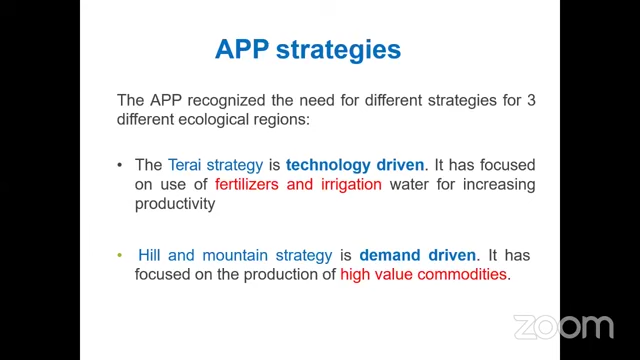 APP strategies
The APP recognized the need for different strategies for 3
different ecological regions:
• The Terai strategy is technology driven. It has focused
on use of fertilizers and irrigation water for increasing
productivity
• Hill and mountain strategy is demand driven. It has
focused on the production of high value commodities.
zoom